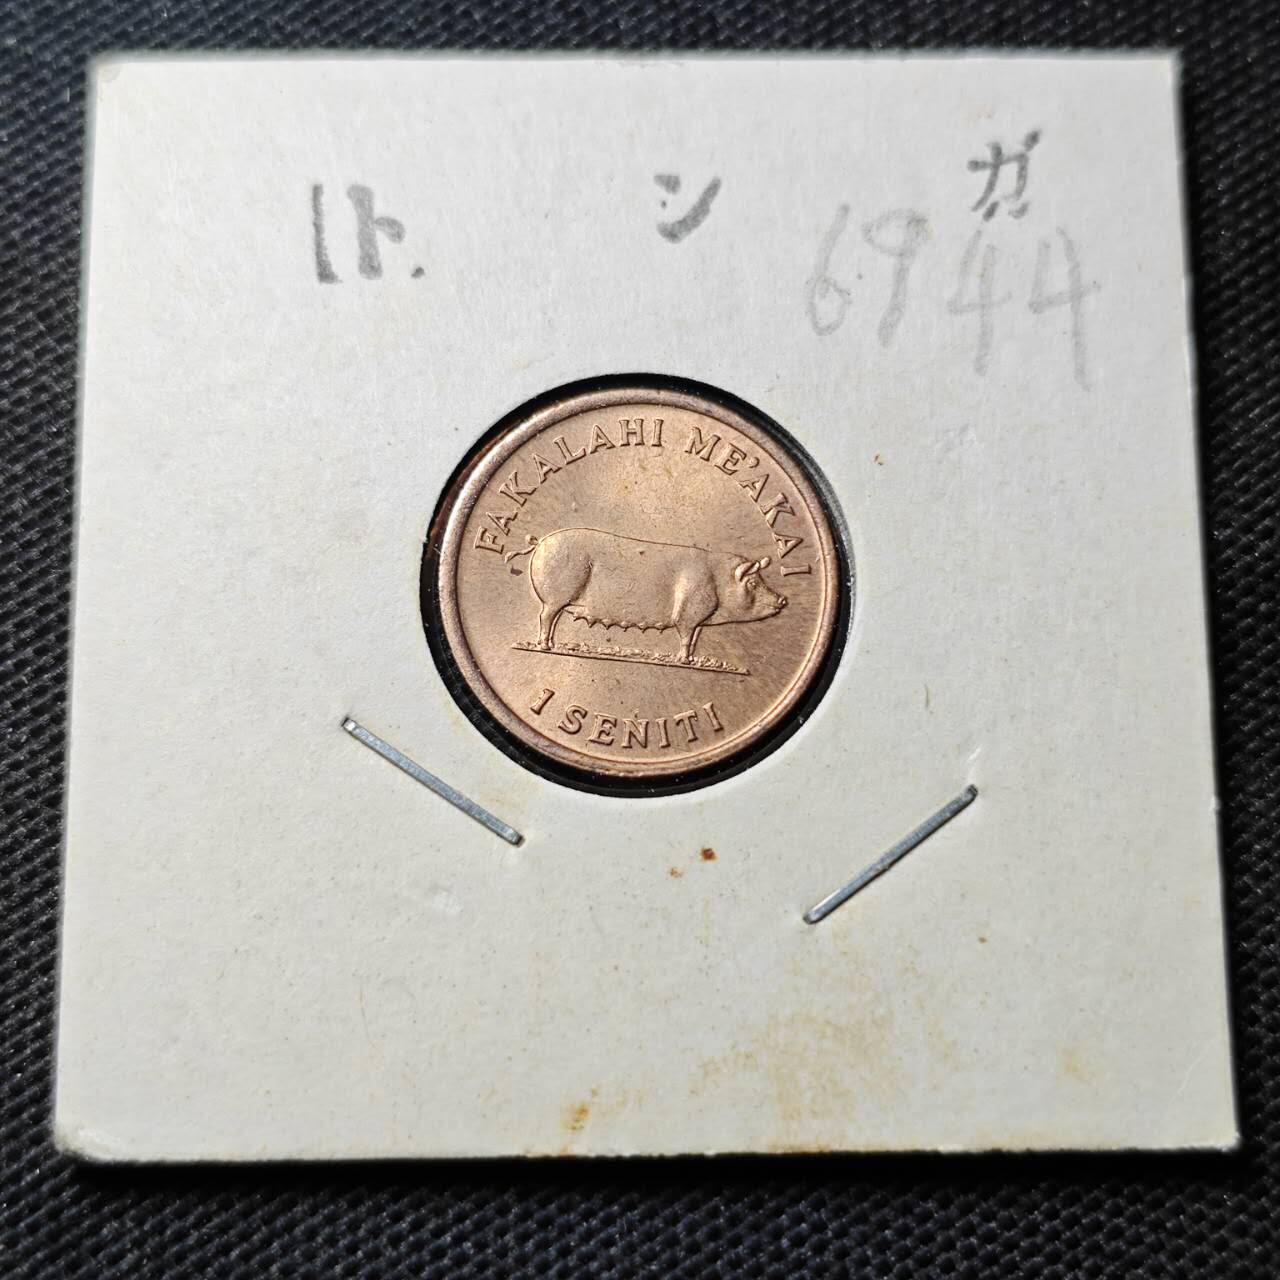 トンガ
6944
FAKALAHI ME'AKAI
1 SENITI